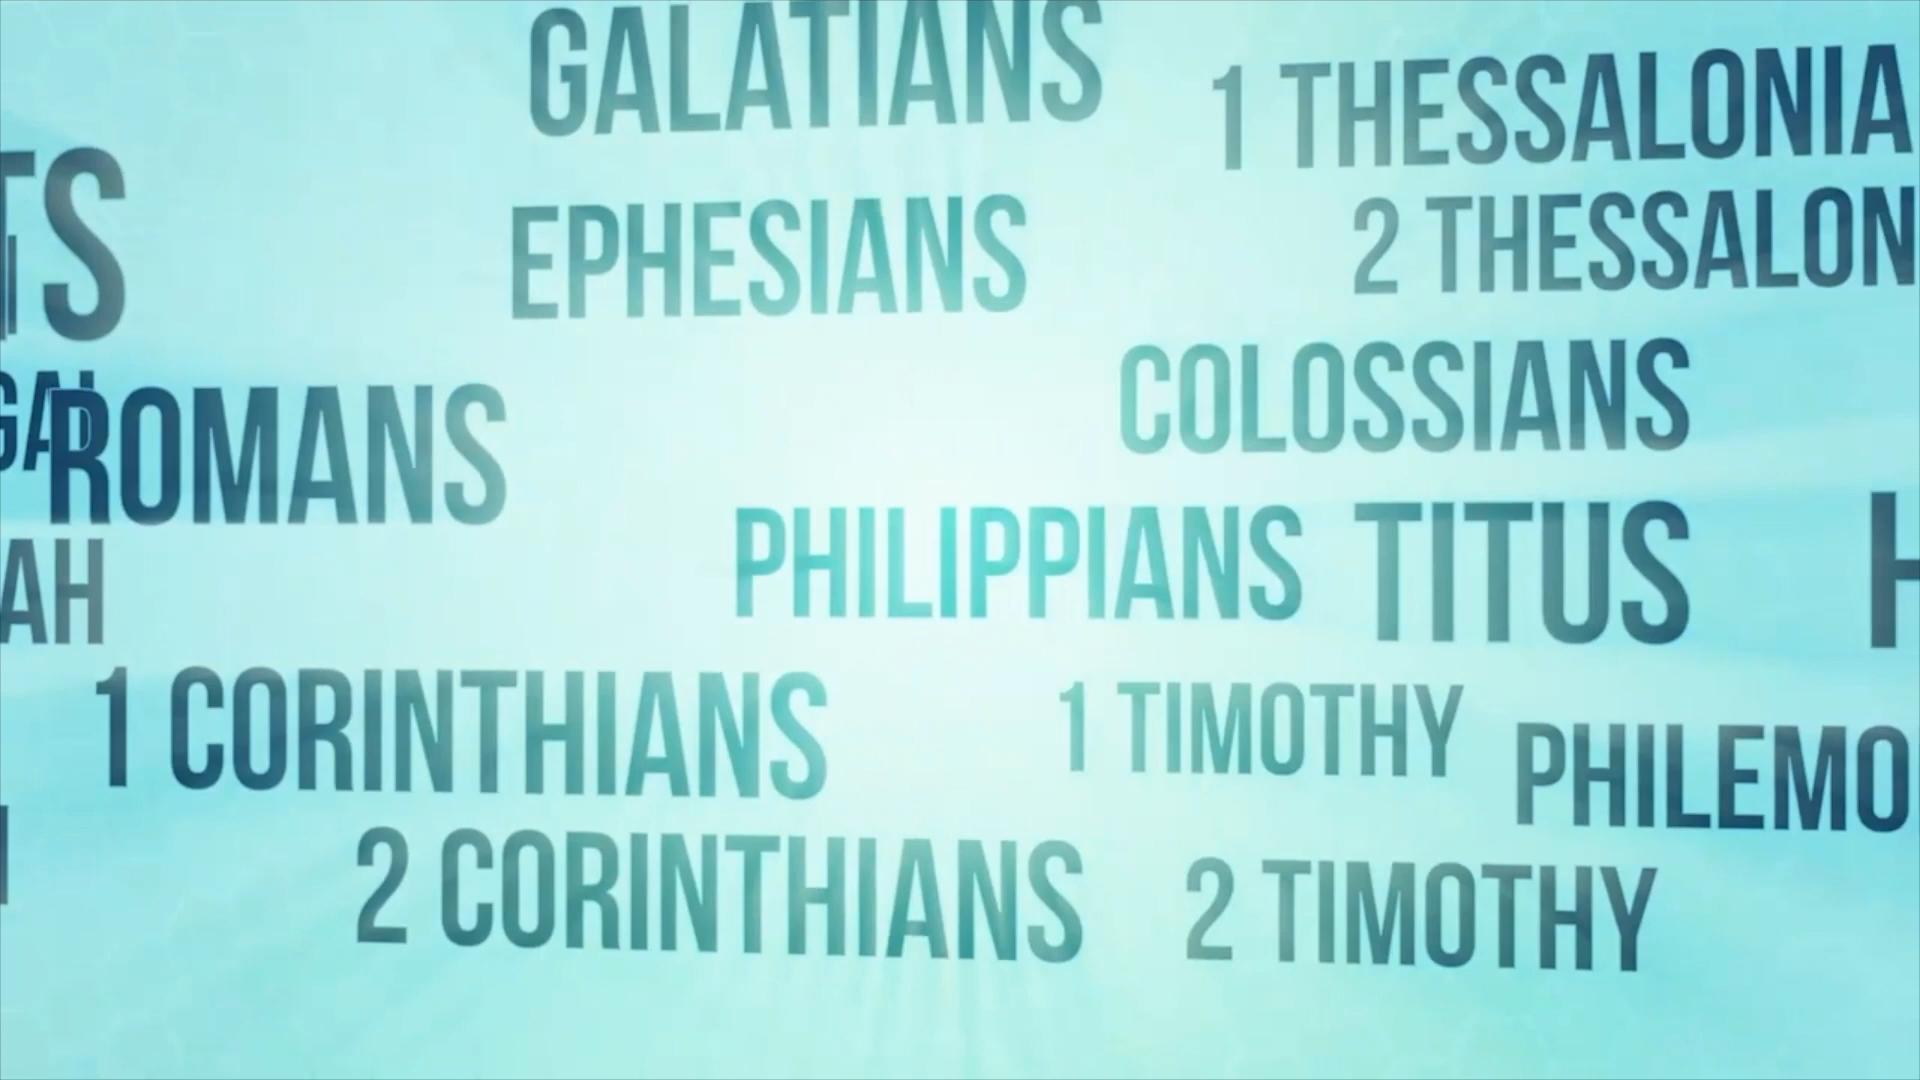 GALATIANS
1 THESSALONIA
TS
EPHESIANS
2 THESSALON
COLOSSIANS
ROMANS
PHILIPPIANS
TITUS
H
AH
1 CORINTHIANS
1 TIMOTHY
PHILEMO
2 CORINTHIANS
2 TIMOTHY